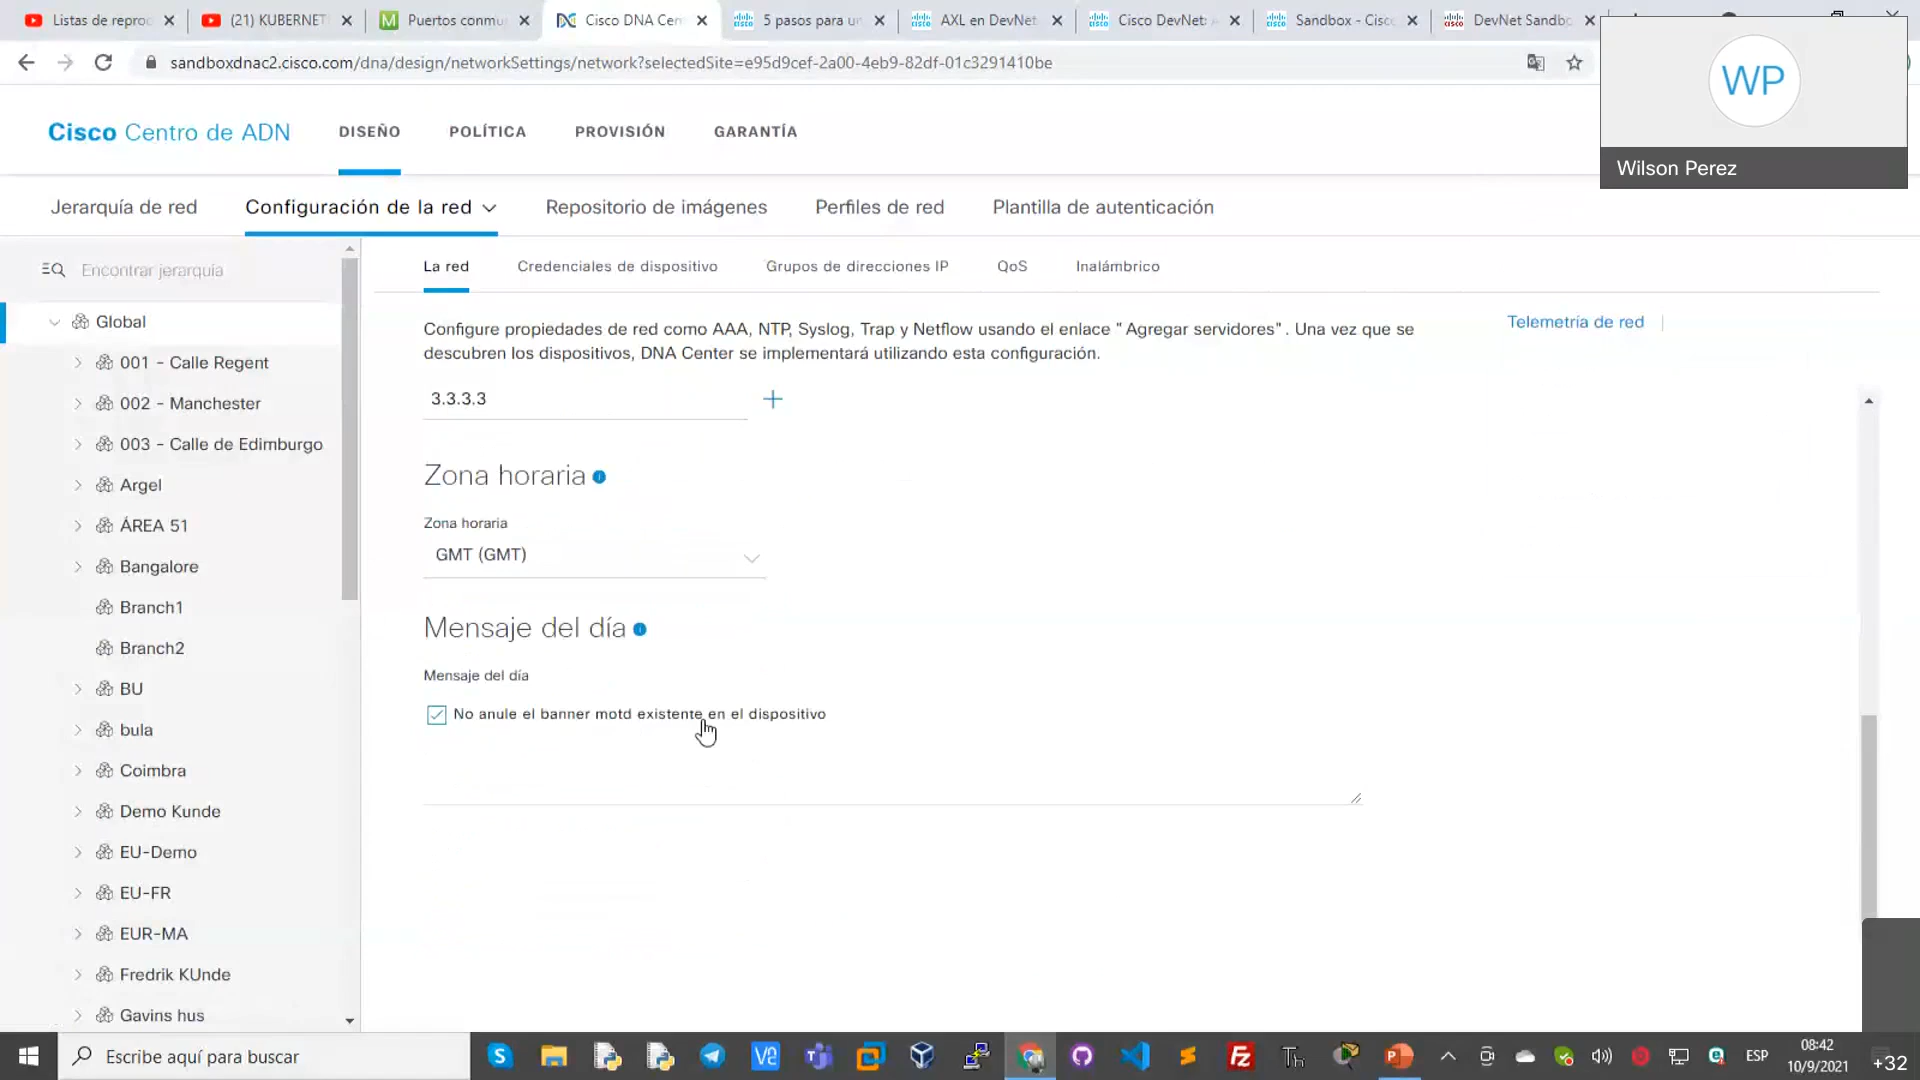 Listas de reproc
(21) KUBERNET
Puertos conmu
Cisco DNA Cen
5 pasos para un
AXL en DevNet
Cisco DevNet:
Sandbox - Cisc
DevNet Sandbo
sandboxdnac2.cisco.com/dna/design/networkSettings/network?selectedSite=e95d9cef-2a00-4eb9-82df-01c3291410be
WP
Wilson Perez
Cisco Centro de ADN
DISEÑO
POLÍTICA
PROVISIÓN
GARANTÍA
Jerarquía de red
Configuración de la red
Repositorio de imágenes
Perfiles de red
Plantilla de autenticación
Encontrar jerarquía
Global
001 - Calle Regent
002 - Manchester
003 - Calle de Edimburgo
Argel
ÁREA 51
Bangalore
Branch1
Branch2
BU
bula
Coimbra
Demo Kunde
EU-Demo
EU-FR
EUR-MA
Fredrik KUnde
Gavins hus
La red
Credenciales de dispositivo
Grupos de direcciones IP
QoS
Inalámbrico
Configure propiedades de red como AAA, NTP, Syslog, Trap y Netflow usando el enlace "Agregar servidores". Una vez que se
descubren los dispositivos, DNA Center se implementará utilizando esta configuración.
Telemetría de red
3.3.3.3
Zona horaria
Zona horaria
GMT (GMT)
Mensaje del día
Mensaje del día
No anule el banner motd existente en el dispositivo
Escribe aquí para buscar
ESP
08:42
10/9/2021
+32